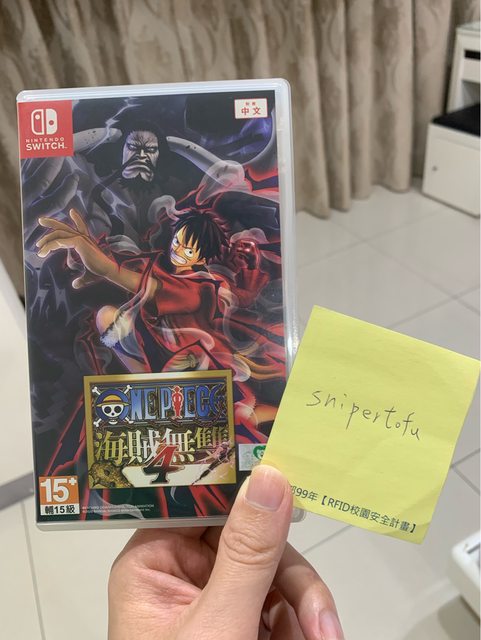 NINTENDO
SWITCH
中文
ONE PIECE
海賊無雙
4
15+
輔15級
snipertofu
99年【RFID校園安全計畫】